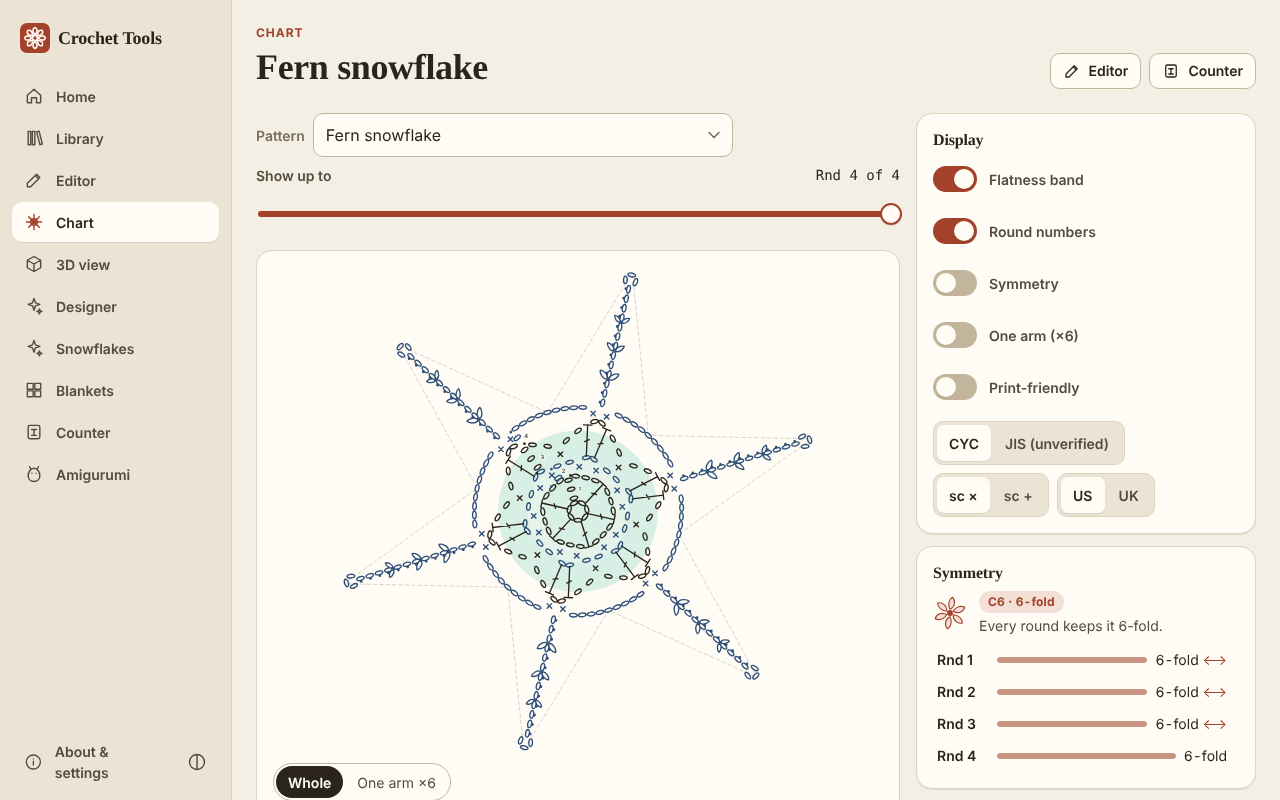 Crochet Tools
Home
Library
Editor
Chart
3D view
Designer
Snowflakes
Blankets
Counter
Amigurumi
About &
settings
CHART
Fern snowflake
Editor
Counter
Pattern
Fern snowflake
Show up to
Rnd 4 of 4
4
3
2
1
Whole
One arm ×6
Display
Flatness band
Round numbers
Symmetry
One arm (×6)
Print-friendly
CYC
JIS (unverified)
sc ×
sc +
US
UK
Symmetry
C6 · 6-fold
Every round keeps it 6-fold.
Rnd 1
6-fold
Rnd 2
6-fold
Rnd 3
6-fold
Rnd 4
6-fold